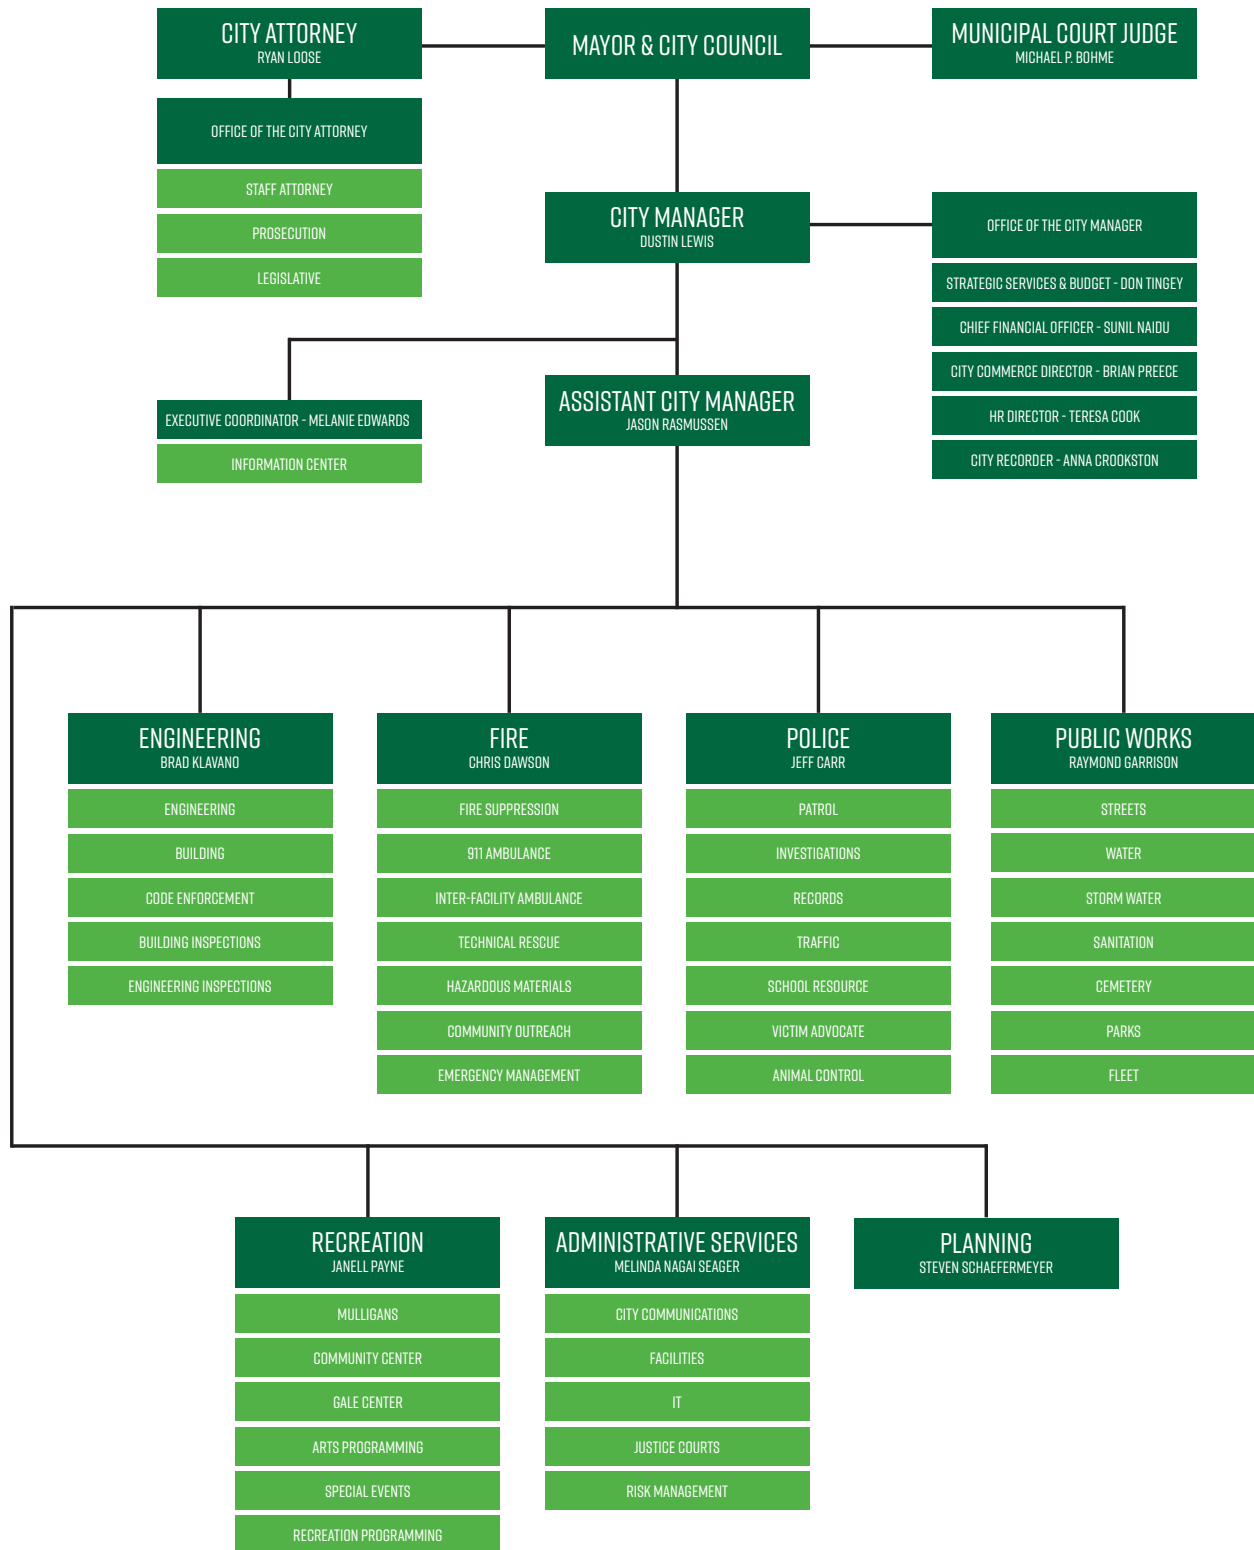 CITY ATTORNEY
RYAN LOOSE
MAYOR & CITY COUNCIL
MUNICIPAL COURT JUDGE
MICHAEL P. BOHME
OFFICE OF THE CITY ATTORNEY
STAFF ATTORNEY
PROSECUTION
LEGISLATIVE
CITY MANAGER
DUSTIN LEWIS
OFFICE OF THE CITY MANAGER
STRATEGIC SERVICES & BUDGET - DON TINGEY
CHIEF FINANCIAL OFFICER - SUNIL NAIDU
CITY COMMERCE DIRECTOR - BRIAN PREECE
HR DIRECTOR - TERESA COOK
CITY RECORDER - ANNA CROOKSTON
EXECUTIVE COORDINATOR - MELANIE EDWARDS
INFORMATION CENTER
ASSISTANT CITY MANAGER
JASON RASMUSSEN
ENGINEERING
BRAD KLAVANO
ENGINEERING
BUILDING
CODE ENFORCEMENT
BUILDING INSPECTIONS
ENGINEERING INSPECTIONS
FIRE
CHRIS DAWSON
FIRE SUPPRESSION
911 AMBULANCE
INTER-FACILITY AMBULANCE
TECHNICAL RESCUE
HAZARDOUS MATERIALS
COMMUNITY OUTREACH
EMERGENCY MANAGEMENT
POLICE
JEFF CARR
PATROL
INVESTIGATIONS
RECORDS
TRAFFIC
SCHOOL RESOURCE
VICTIM ADVOCATE
ANIMAL CONTROL
PUBLIC WORKS
RAYMOND GARRISON
STREETS
WATER
STORM WATER
SANITATION
CEMETERY
PARKS
FLEET
RECREATION
JANELL PAYNE
MULLIGANS
COMMUNITY CENTER
GALE CENTER
ARTS PROGRAMMING
SPECIAL EVENTS
RECREATION PROGRAMMING
ADMINISTRATIVE SERVICES
MELINDA NAGAI SEAGER
CITY COMMUNICATIONS
FACILITIES
IT
JUSTICE COURTS
RISK MANAGEMENT
PLANNING
STEVEN SCHAEFERMEYER